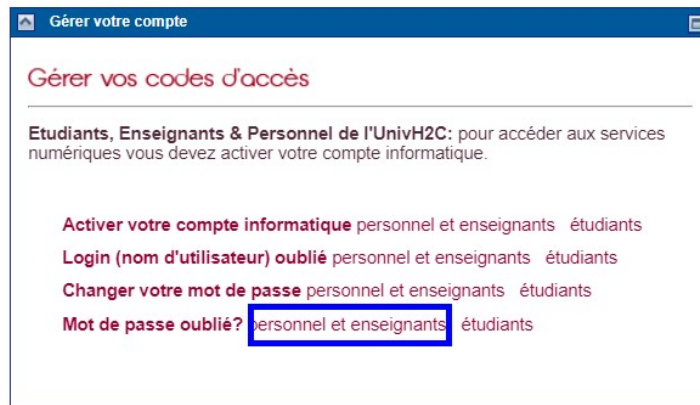 Gérer votre compte
Gérer vos codes d'accès
Etudiants, Enseignants & Personnel de l'UnivH2C: pour accéder aux services
numériques vous devez activer votre compte informatique.
Activer votre compte informatique personnel et enseignants étudiants
Login (nom d'utilisateur) oublié personnel et enseignants étudiants
Changer votre mot de passe personnel et enseignants étudiants
Mot de passe oublié? personnel et enseignants étudiants